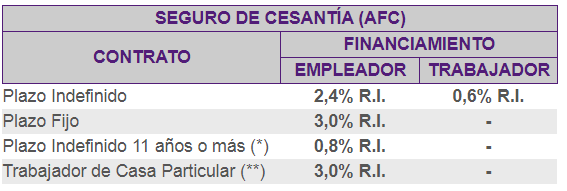 SEGURO DE CESANTÍA (AFC)
CONTRATO
FINANCIAMIENTO
EMPLEADOR TRABAJADOR
Plazo Indefinido 2,4% R.I. 0,6% R.I.
Plazo Fijo 3,0% R.I. -
Plazo Indefinido 11 años o más (*) 0,8% R.I. -
Trabajador de Casa Particular (**) 3,0% R.I. -